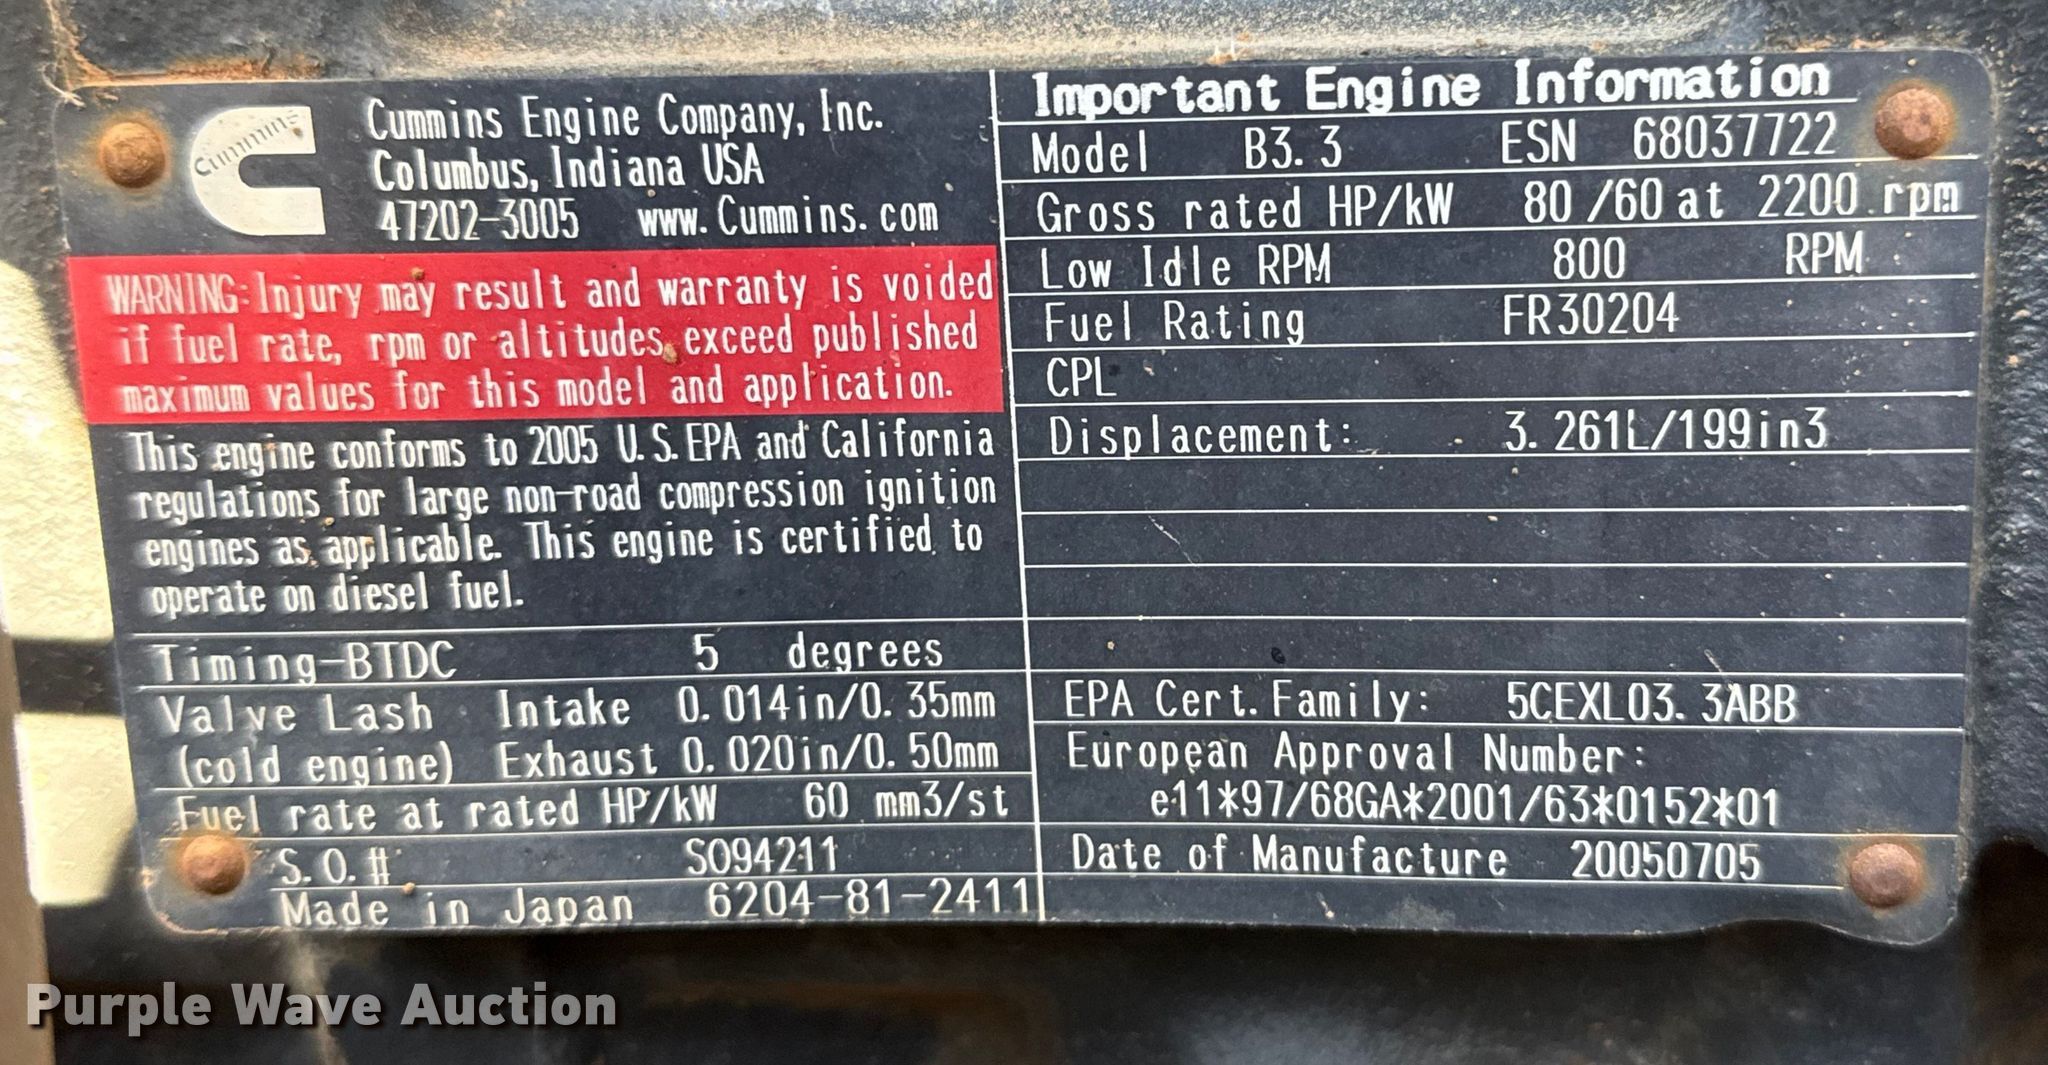 Cummins
Cummins Engine Company, Inc.
Columbus, Indiana USA
47202-3005 www.Cummins.com
WARNING: Injury may result and warranty is voided
if fuel rate, rpm or altitudes exceed published
maximum values for this model and application.
This engine conforms to 2005 U.S.EPA and California
regulations for large non-road compression ignition
engines as applicable. This engine is certified to
operate on diesel fuel.
Timing-BTDC 5 degrees
Valve Lash Intake 0.014in/0.35mm
(cold engine) Exhaust 0.020in/0.50mm
Fuel rate at rated HP/kW 60 mm3/st
S.O.# SO94211
Made in Japan 6204-81-2411
Important Engine Information
Model B3.3 ESN 68037722
Gross rated HP/kW 80/60 at 2200 rpm
Low Idle RPM 800 RPM
Fuel Rating FR30204
CPL
Displacement: 3.261L/199in3
EPA Cert.Family: 5CEXL03.3ABB
European Approval Number:
e11*97/68GA*2001/63*0152*01
Date of Manufacture 20050705
Purple Wave Auction